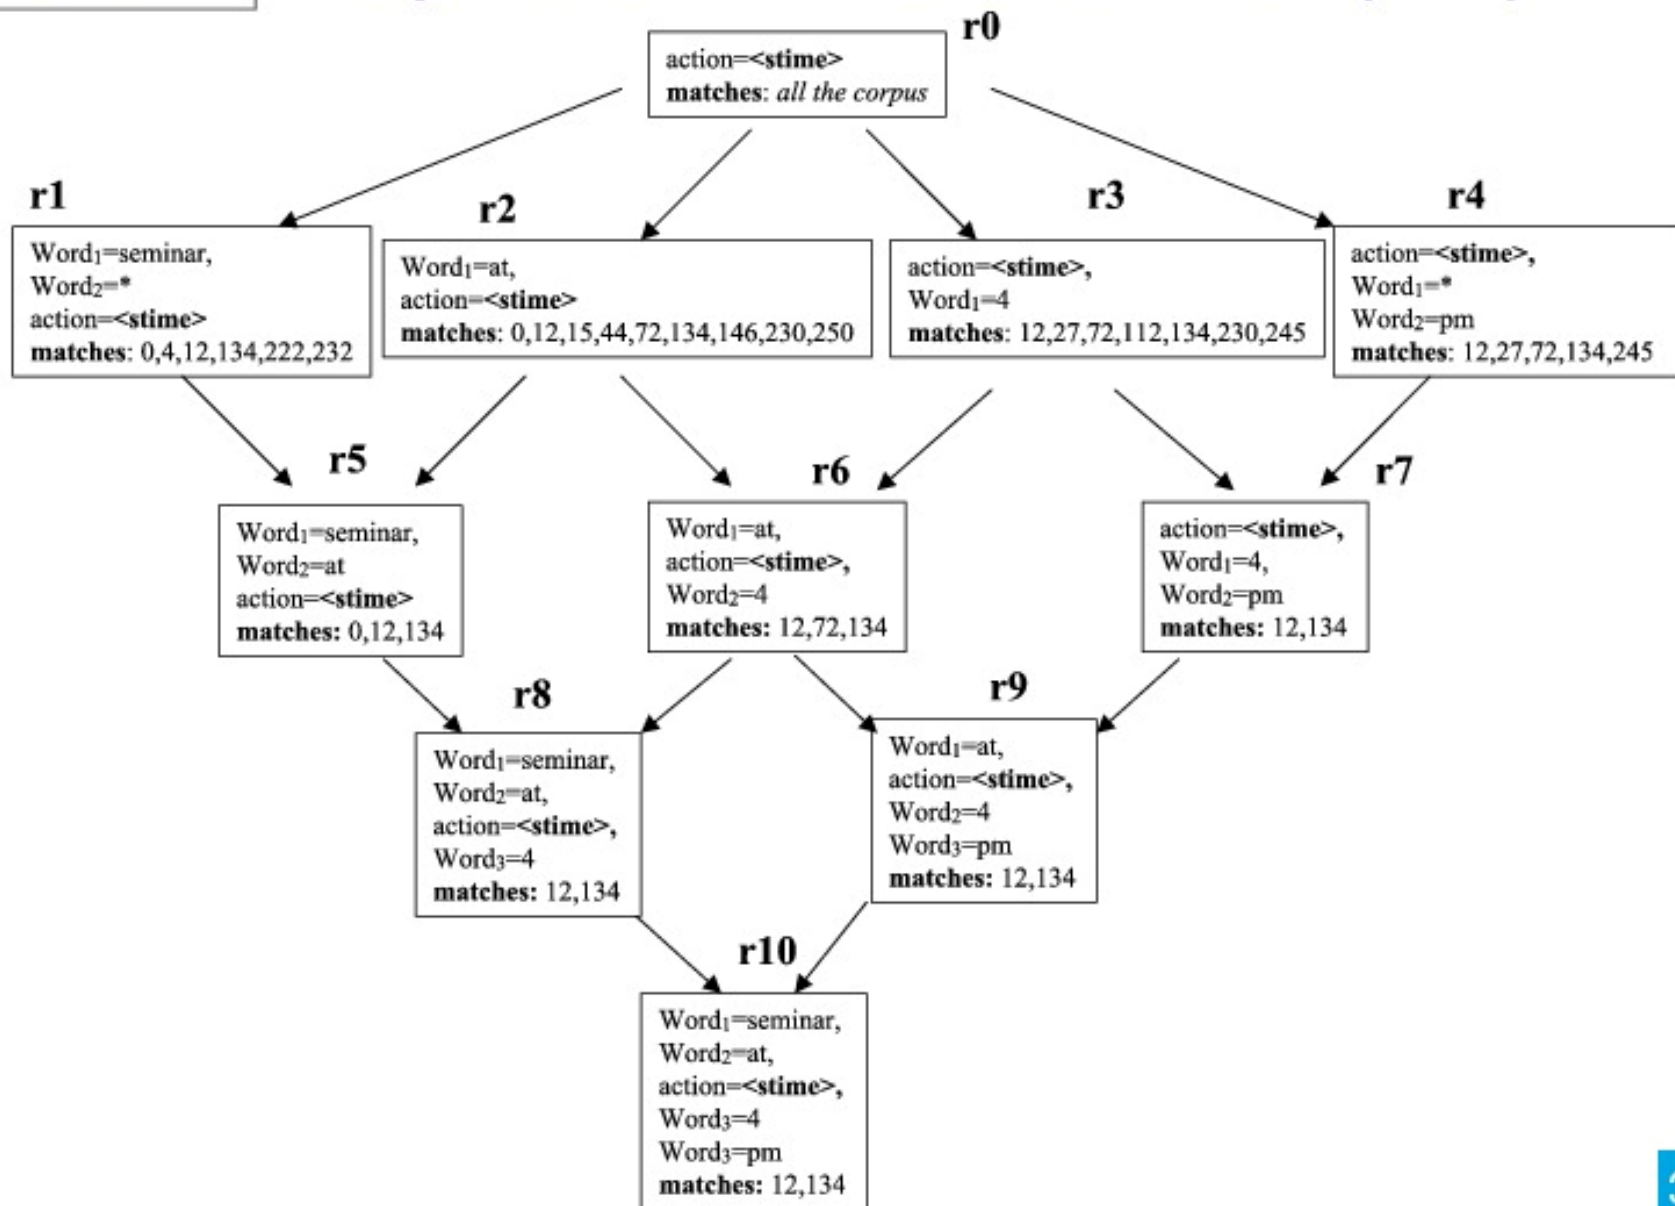 r0
action=<stime>
matches: all the corpus
r1
Word1=seminar,
Word2=*
action=<stime>
matches: 0,4,12,134,222,232
r2
Word1=at,
action=<stime>
matches: 0,12,15,44,72,134,146,230,250
r3
action=<stime>,
Word1=4
matches: 12,27,72,112,134,230,245
r4
action=<stime>,
Word1=*
Word2=pm
matches: 12,27,72,134,245
r5
Word1=seminar,
Word2=at
action=<stime>
matches: 0,12,134
r6
Word1=at,
action=<stime>,
Word2=4
matches: 12,72,134
r7
action=<stime>,
Word1=4,
Word2=pm
matches: 12,134
r8
Word1=seminar,
Word2=at,
action=<stime>,
Word3=4
matches: 12,134
r9
Word1=at,
action=<stime>,
Word2=4
Word3=pm
matches: 12,134
r10
Word1=seminar,
Word2=at,
action=<stime>,
Word3=4
Word3=pm
matches: 12,134